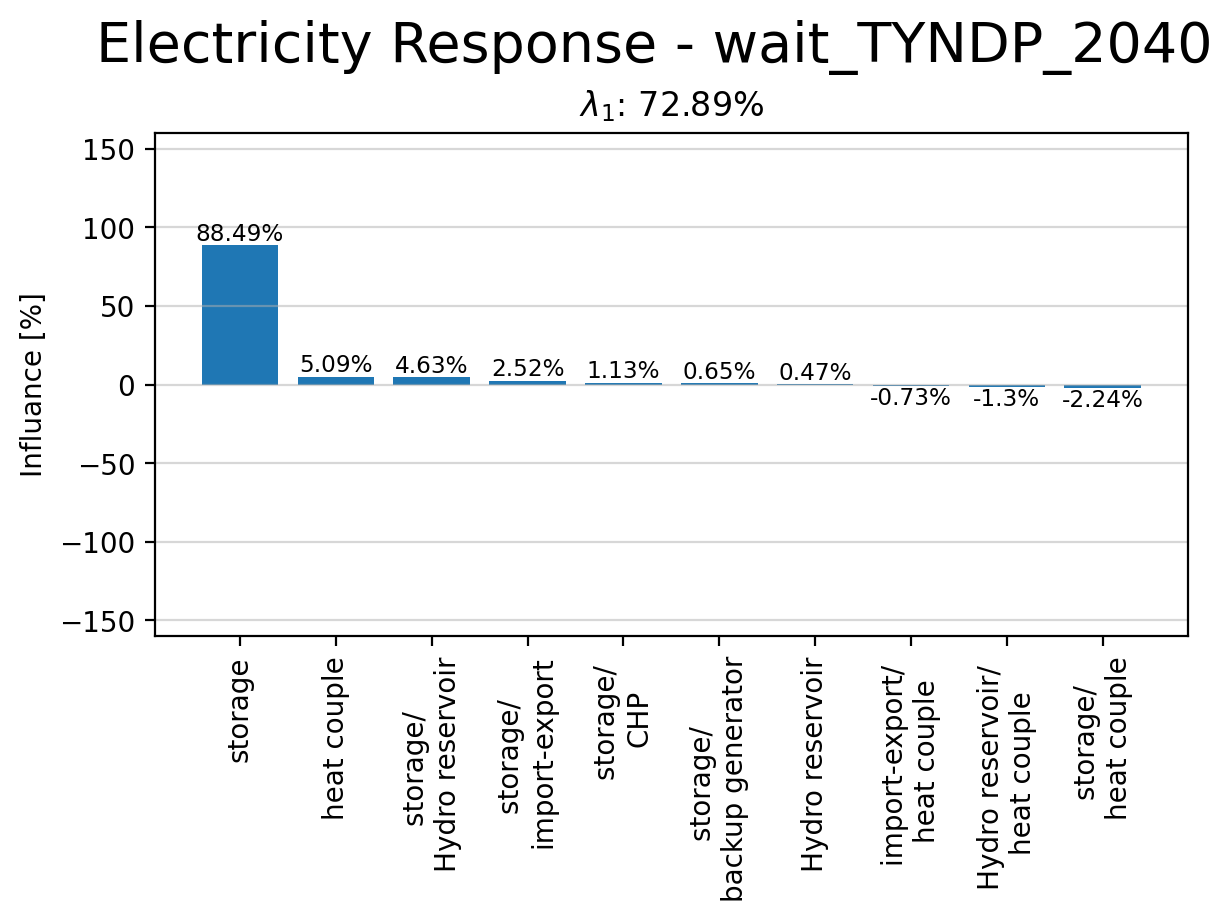 Electricity Response - wait_TYNDP_2040
λ₁: 72.89%
Influance [%]
150
100
50
0
−50
−100
−150
88.49%
5.09%
4.63%
2.52%
1.13%
0.65%
0.47%
-0.73%
-1.3%
-2.24%
storage
heat couple
storage/
Hydro reservoir
storage/
import-export
storage/
CHP
storage/
backup generator
Hydro reservoir
import-export/
heat couple
Hydro reservoir/
heat couple
storage/
heat couple